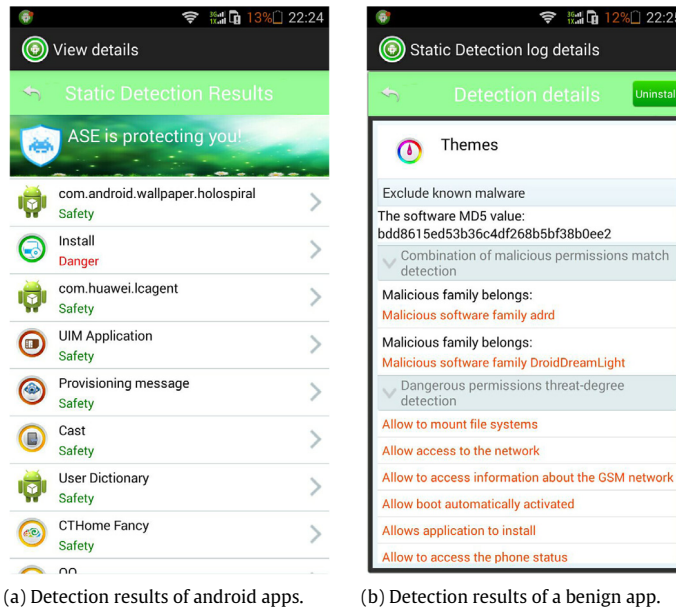 3G 1X 13% 22:24
View details
Static Detection Results
ASE is protecting you!
com.android.wallpaper.holospiral
Safety
Install
Danger
com.huawei.lcagent
Safety
UIM Application
Safety
Provisioning message
Safety
Cast
Safety
User Dictionary
Safety
CTHome Fancy
Safety
(a) Detection results of android apps.
3G 1X 12%
Static Detection log details
Detection details
Uninstal
Themes
Exclude known malware
The software MD5 value:
bdd8615ed53b36c4df268b5bf38b0ee2
Combination of malicious permissions match
detection
Malicious family belongs:
Malicious software family adrd
Malicious family belongs:
Malicious software family DroidDreamLight
Dangerous permissions threat-degree
detection
Allow to mount file systems
Allow access to the network
Allow to access information about the GSM network
Allow boot automatically activated
Allows application to install
Allow to access the phone status
(b) Detection results of a benign app.